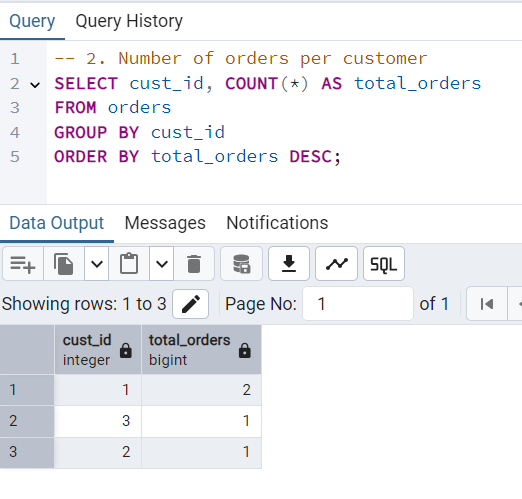 Query Query History
1 -- 2. Number of orders per customer
2 SELECT cust_id, COUNT(*) AS total_orders
3 FROM orders
4 GROUP BY cust_id
5 ORDER BY total_orders DESC;
Data Output Messages Notifications
SQL
Showing rows: 1 to 3 Page No: 1 of 1
cust_id total_orders
integer bigint
1 1 2
2 3 1
3 2 1